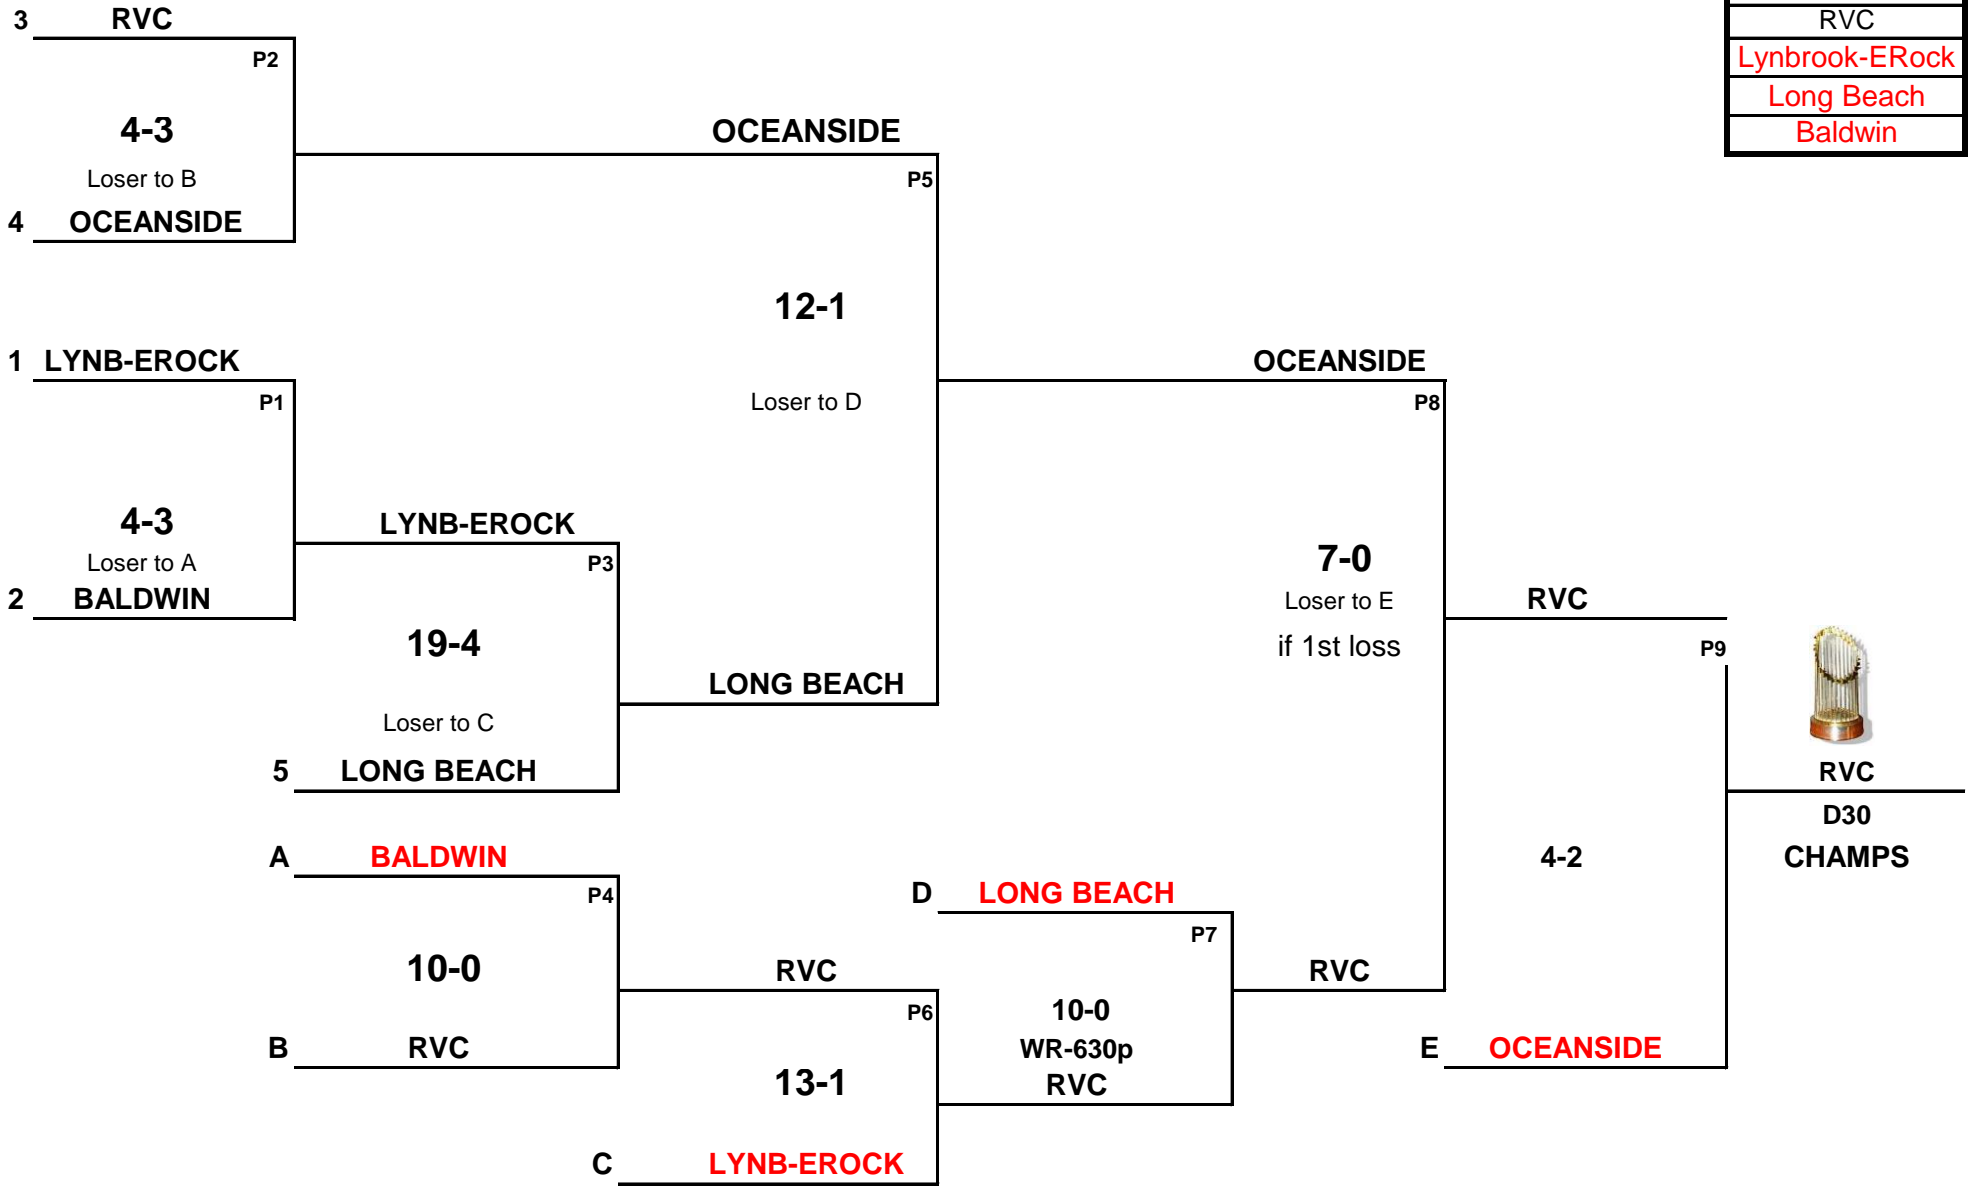 3 RVC
RVC
P2
Lynbrook-ERock
Long Beach
4-3
OCEANSIDE
Baldwin
Loser to B
P5
4 OCEANSIDE
12-1
1 LYNB-EROCK
OCEANSIDE
P1
Loser to D
P8
4-3
LYNB-EROCK
Loser to A
P3
7-0
2 BALDWIN
Loser to E
RVC
19-4
if 1st loss
P9
LONG BEACH
Loser to C
5 LONG BEACH
RVC
D30
A BALDWIN
4-2
CHAMPS
P4
D LONG BEACH
P7
10-0
RVC
RVC
P6
10-0
B RVC
WR-630p
E OCEANSIDE
13-1
RVC
C LYNB-EROCK